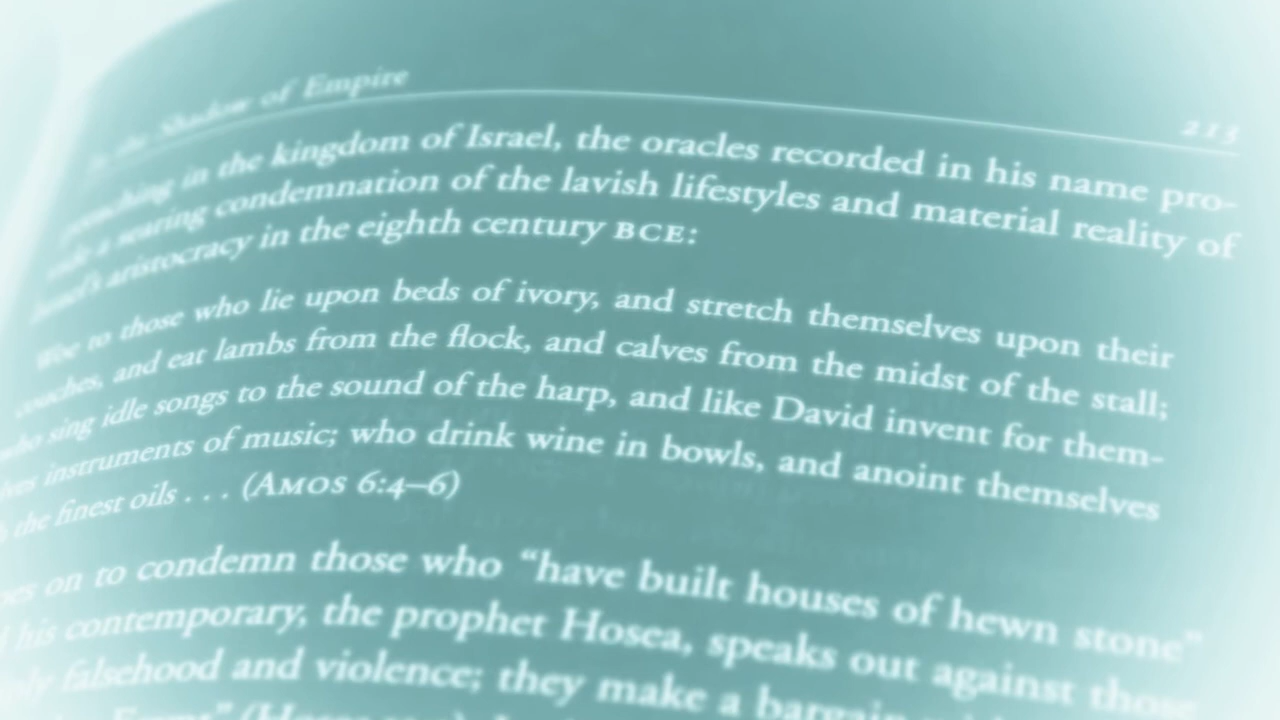 In the Shadow of Empire
213
preaching in the kingdom of Israel, the oracles recorded in his name pro-
vide a searing condemnation of the lavish lifestyles and material reality of
Israel's aristocracy in the eighth century BCE:
Woe to those who lie upon beds of ivory, and stretch themselves upon their
couches, and eat lambs from the flock, and calves from the midst of the stall;
who sing idle songs to the sound of the harp, and like David invent for them-
lves instruments of music; who drink wine in bowls, and anoint themselves
the finest oils . . . (AMOS 6:4–6)
es on to condemn those who “have built houses of hewn stone”
his contemporary, the prophet Hosea, speaks out against those
ply falsehood and violence; they make a bargain